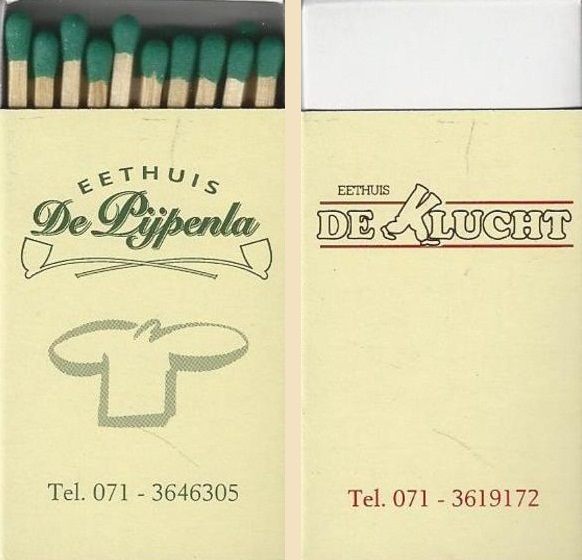 EETHUIS
De Pijpenla
Tel. 071 - 3646305
EETHUIS
DE KLUCHT
Tel. 071 - 3619172